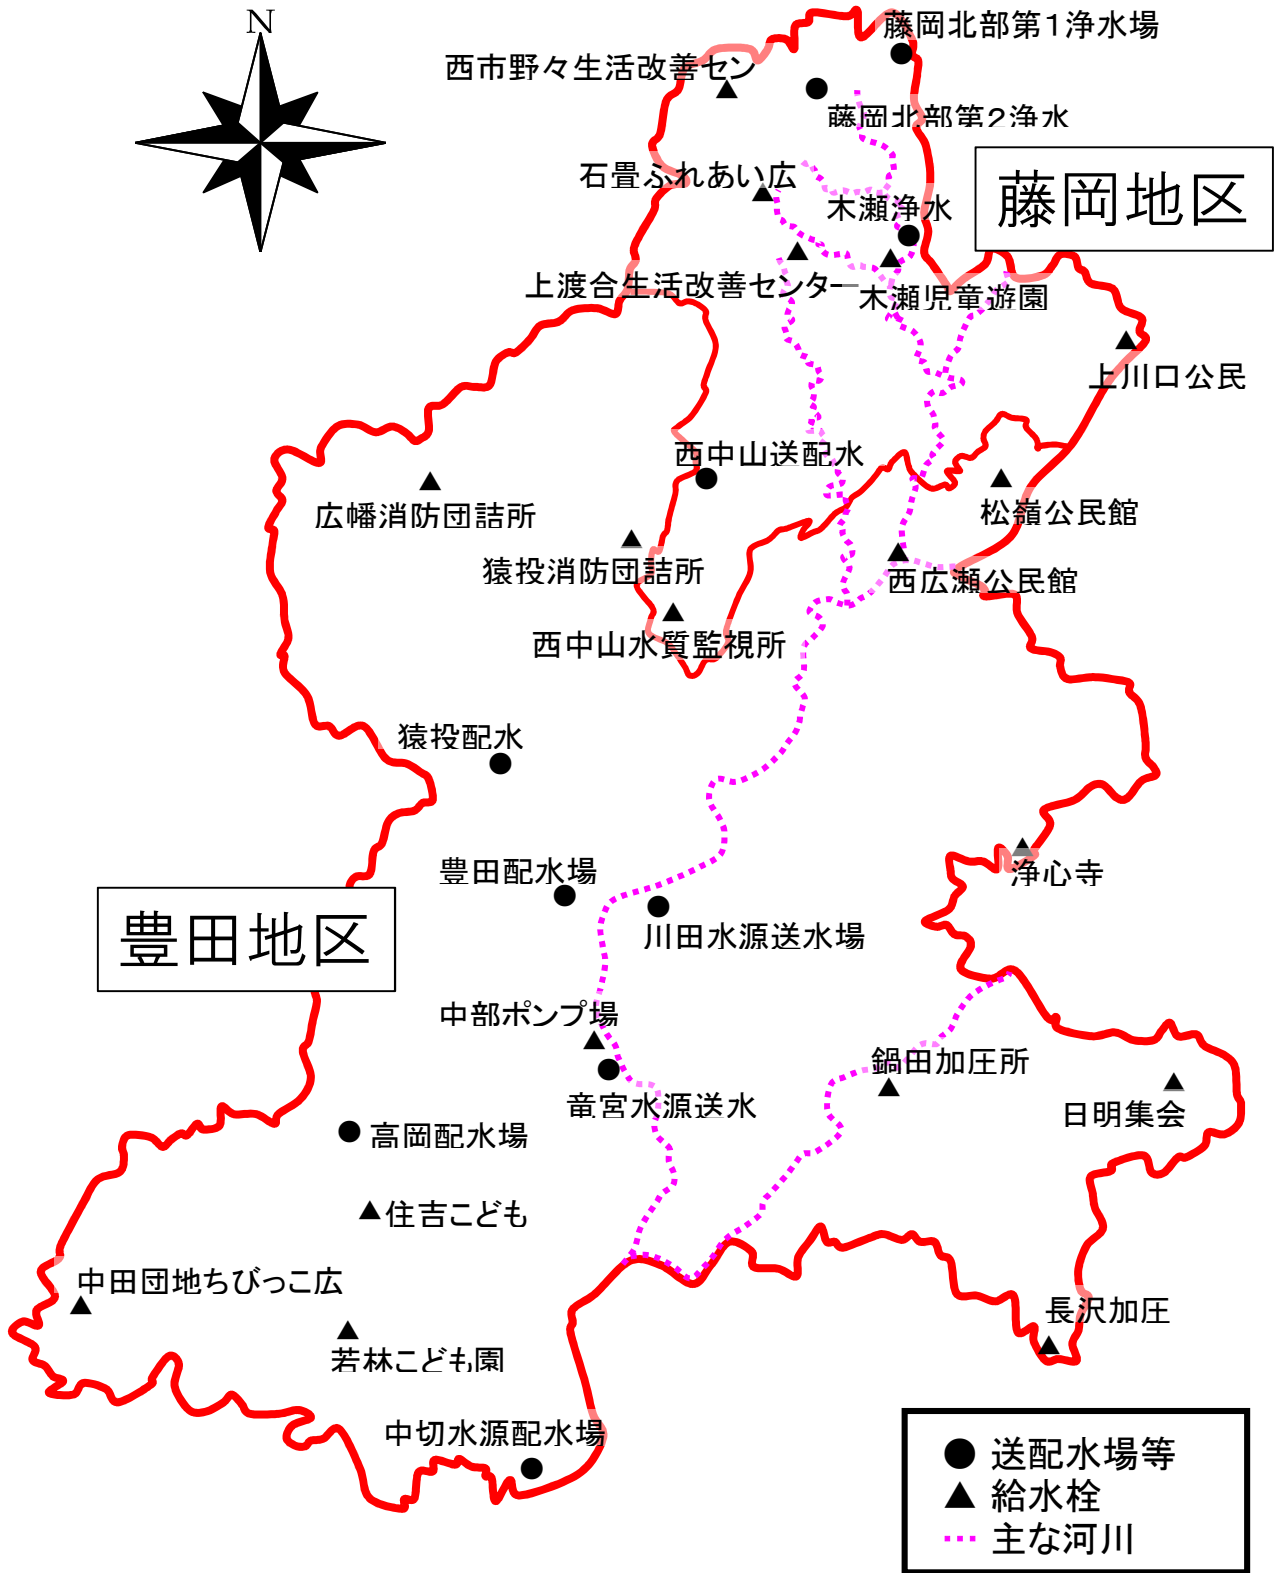 N
藤岡北部第1浄水場
西市野々生活改善セン
藤岡北部第2浄水
石畳ふれあい広
藤岡地区
木瀬浄水
上渡合生活改善センター
木瀬児童遊園
上川口公民
西中山送配水
広幡消防団詰所
松嶺公民館
猿投消防団詰所
西広瀬公民館
西中山水質監視所
猿投配水
豊田配水場
浄心寺
豊田地区
川田水源送水場
中部ポンプ場
鍋田加圧所
竜宮水源送水
日明集会
高岡配水場
住吉こども
中田団地ちびっこ広
長沢加圧
若林こども園
中切水源配水場
送配水場等
給水栓
主な河川